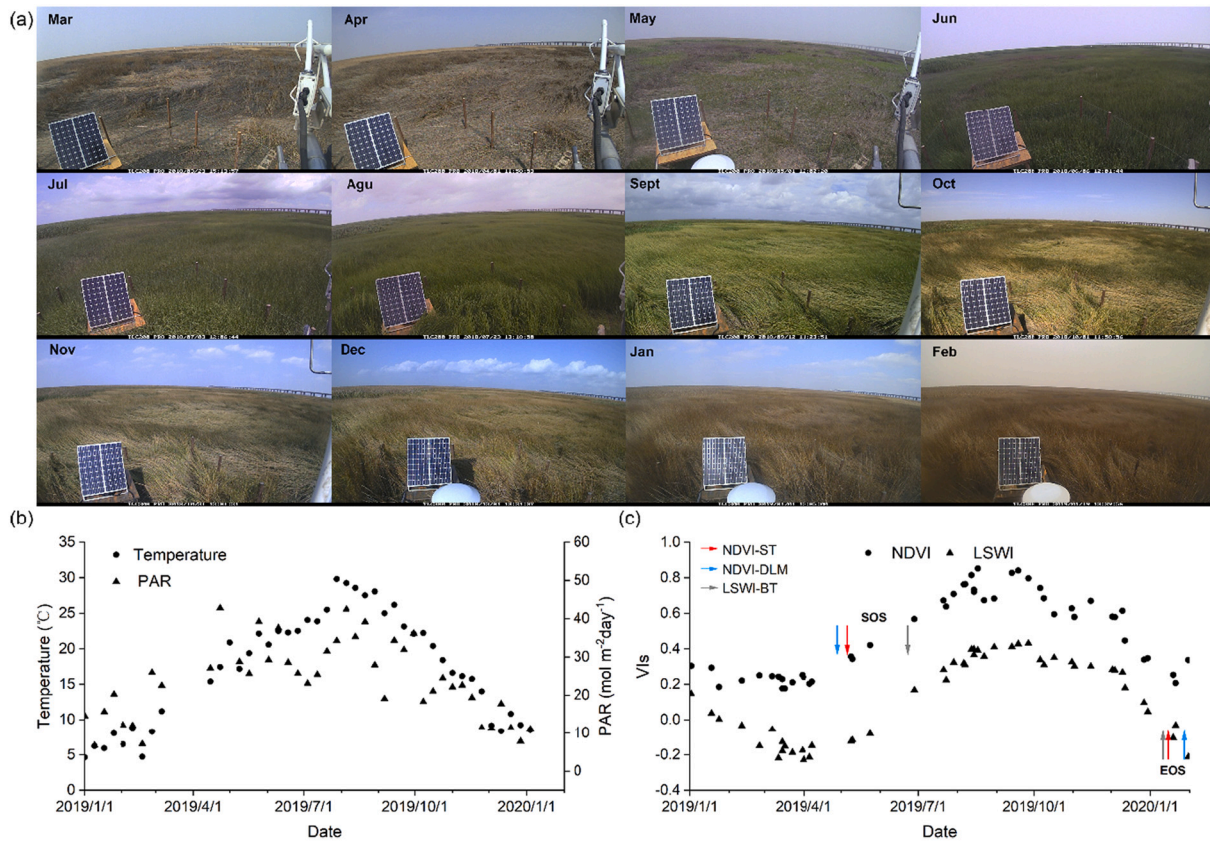 (a)
Mar
Apr
May
Jun
Jul
Agu
Sept
Oct
Nov
Dec
Jan
Feb
(b)
(c)
35
30
25
20
15
10
5
0
Temperature (℃)
Temperature
PAR
60
50
40
30
20
10
0
PAR (mol m⁻²day⁻¹)
2019/1/1 2019/4/1 2019/7/1 2019/10/1 2020/1/1
Date
1.0
0.8
0.6
0.4
0.2
0.0
-0.2
-0.4
VIs
NDVI-ST
NDVI-DLM
LSWI-BT
NDVI LSWI
SOS
EOS
2019/1/1 2019/4/1 2019/7/1 2019/10/1 2020/1/1
Date